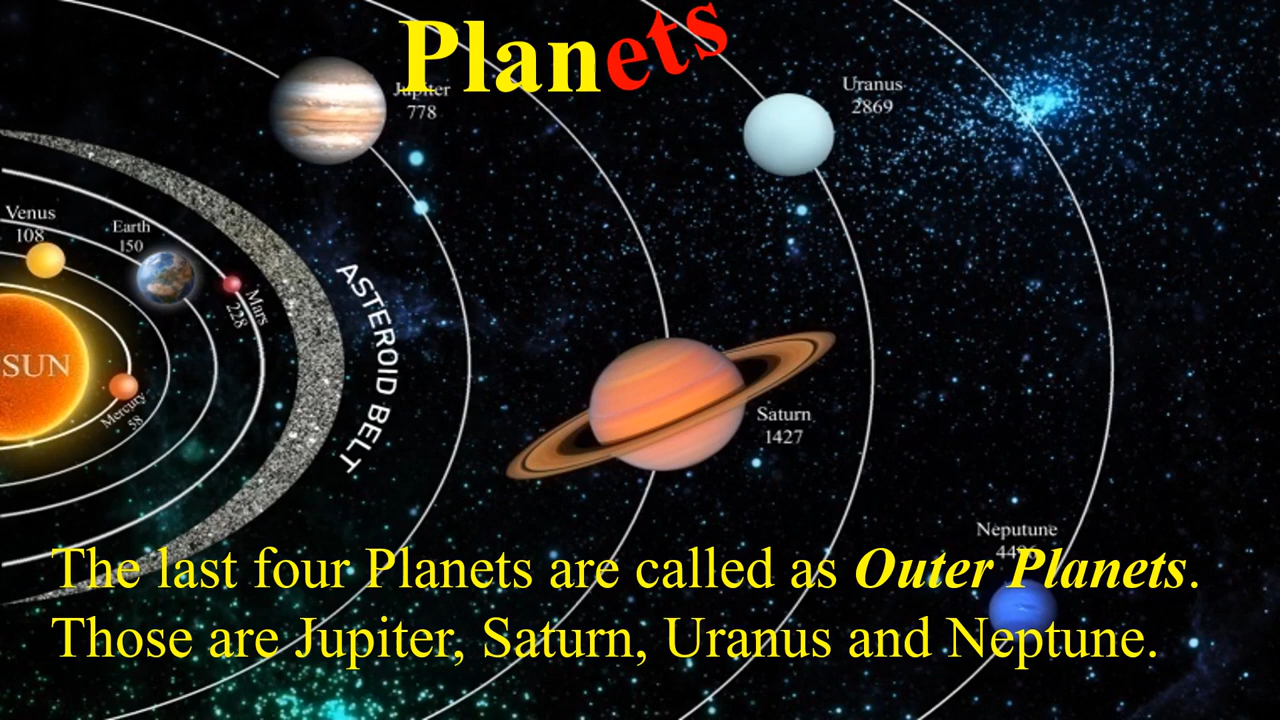 Planets
Jupiter
778
Uranus
2869
Venus
108
Earth
150
Mars
228
ASTEROID BELT
SUN
Mercury
58
Saturn
1427
Neputune
The last four Planets are called as Outer Planets.
Those are Jupiter, Saturn, Uranus and Neptune.